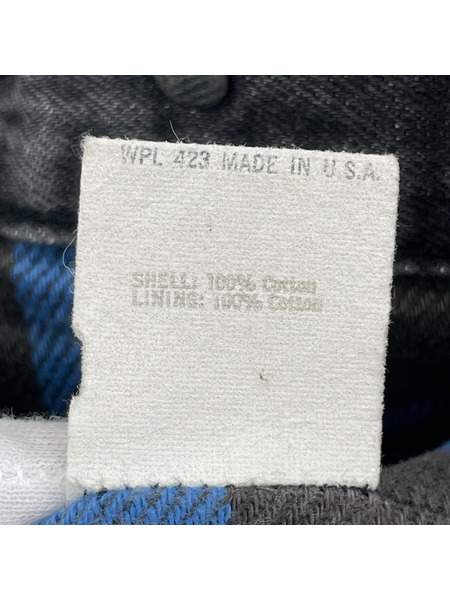 WPL 423 MADE IN U.S.A.
SHELL: 100% Cotton
LINING: 100% Cotton